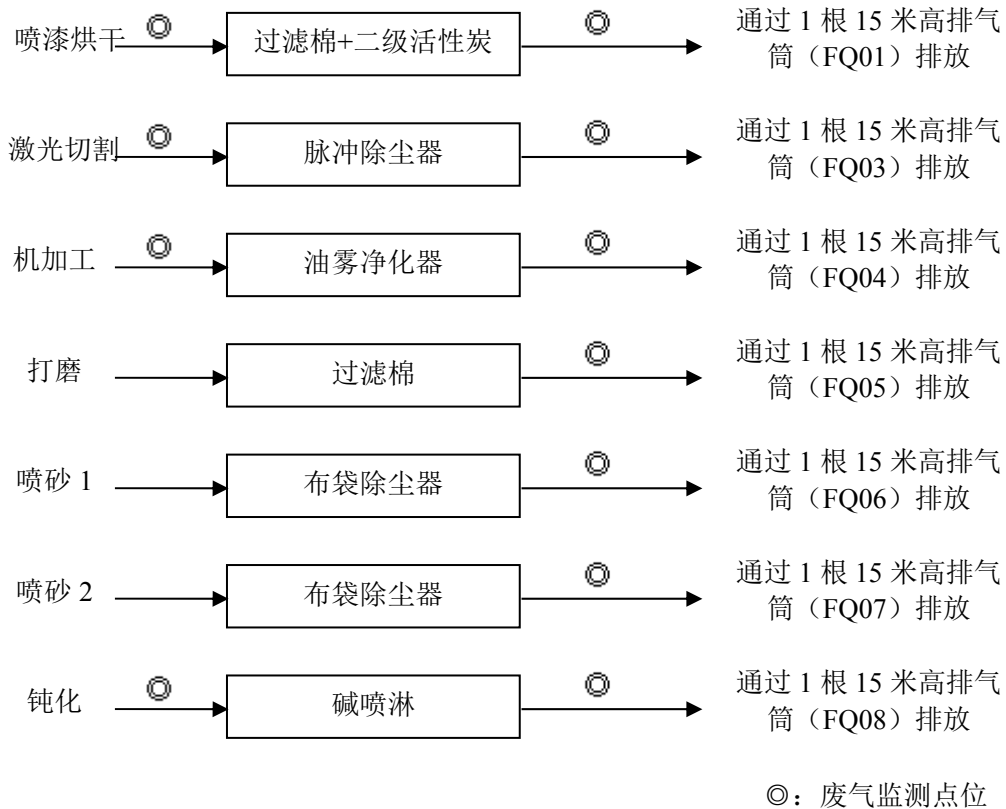 喷漆烘干 ◎ 过滤棉+二级活性炭 ◎ 通过 1 根 15 米高排气
筒（FQ01）排放
激光切割 ◎ 脉冲除尘器 ◎ 通过 1 根 15 米高排气
筒（FQ03）排放
机加工 ◎ 油雾净化器 ◎ 通过 1 根 15 米高排气
筒（FQ04）排放
打磨 过滤棉 ◎ 通过 1 根 15 米高排气
筒（FQ05）排放
喷砂 1 布袋除尘器 ◎ 通过 1 根 15 米高排气
筒（FQ06）排放
喷砂 2 布袋除尘器 ◎ 通过 1 根 15 米高排气
筒（FQ07）排放
钝化 ◎ 碱喷淋 ◎ 通过 1 根 15 米高排气
筒（FQ08）排放
◎：废气监测点位